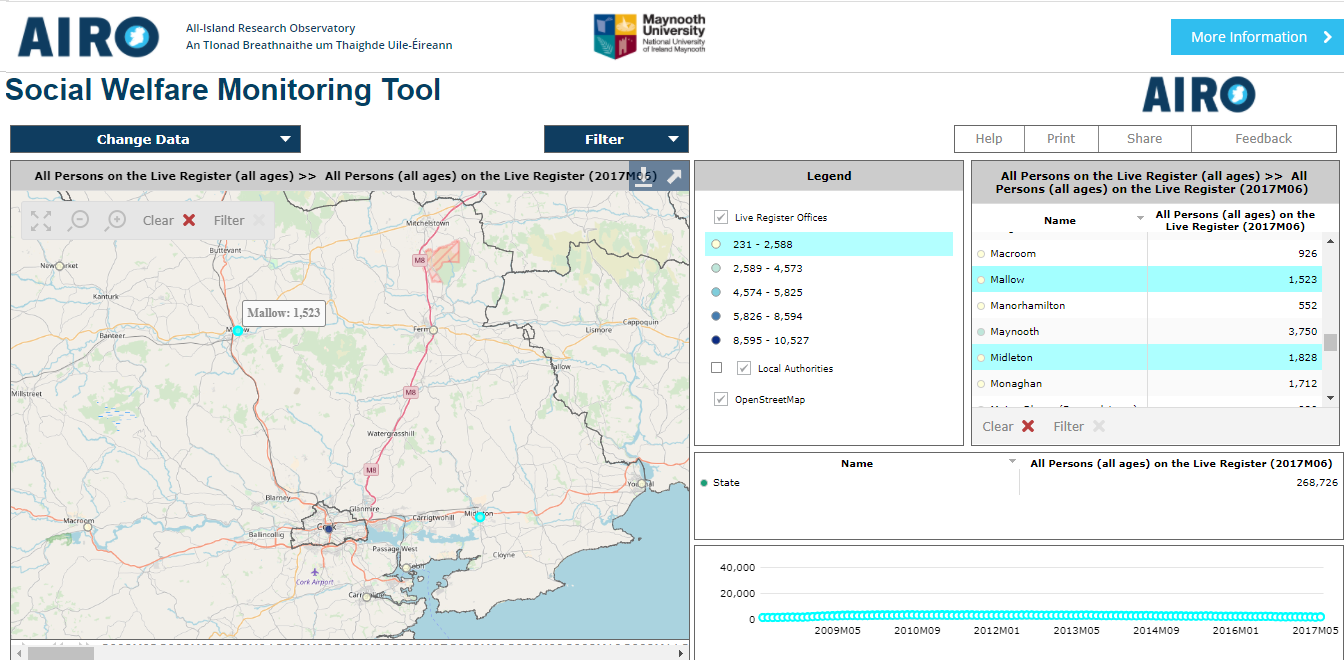 AIRO
All-Island Research Observatory
An Tíonad Breathnaithe um Thaighde Uile-Éireann
Maynooth
University
National University
of Ireland Maynooth
More Information
Social Welfare Monitoring Tool
AIRO
Change Data
Filter
Help
Print
Share
Feedback
All Persons on the Live Register (all ages) >> All Persons (all ages) on the Live Register (2017M06)
Clear
Filter
Mitchelstown
M8
Buttevant
Newmarket
Kanturk
Mallow: 1,523
Banteer
Lismore
Cappoquin
Tallow
Millstreet
M8
Watergrasshill
M8
Blarney
Glanmire
Macroom
Ballincollig
Cork
Carrigtwohill
Midleton
Youghal
Passage West
Cloyne
Cork Airport
Legend
Live Register Offices
231 - 2,588
2,589 - 4,573
4,574 - 5,825
5,826 - 8,594
8,595 - 10,527
Local Authorities
OpenStreetMap
All Persons on the Live Register (all ages) >> All
Persons (all ages) on the Live Register (2017M06)
Name
All Persons (all ages) on the
Live Register (2017M06)
Macroom 926
Mallow 1,523
Manorhamilton 552
Maynooth 3,750
Midleton 1,828
Monaghan 1,712
Clear
Filter
Name
All Persons (all ages) on the Live Register (2017M06)
State 268,726
40,000
20,000
0
2009M05 2010M09 2012M01 2013M05 2014M09 2016M01 2017M05